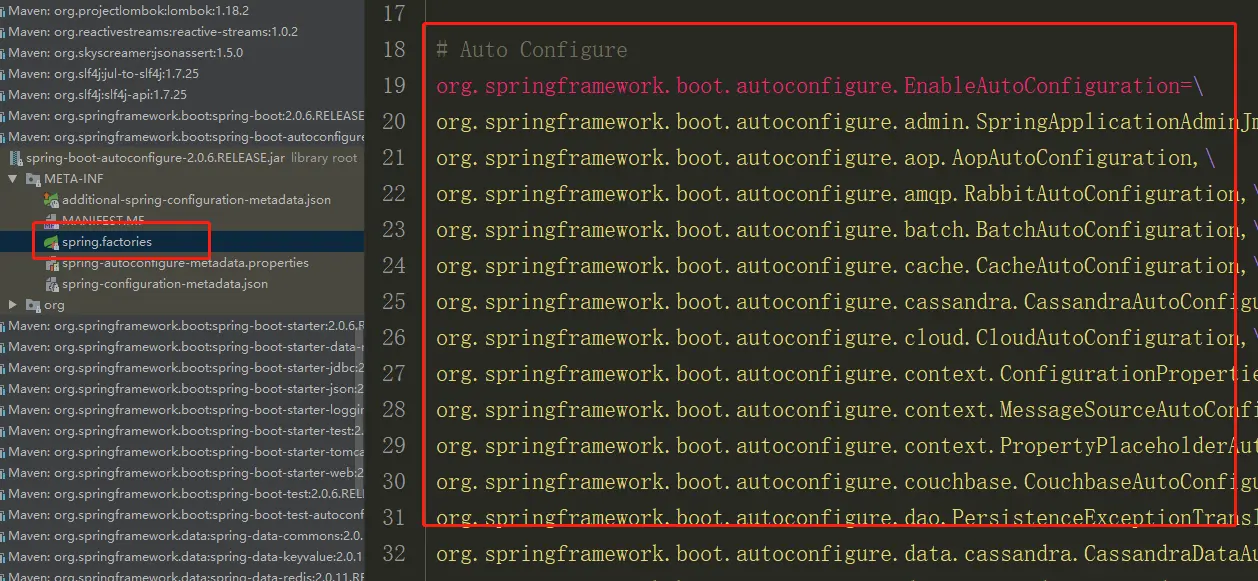 Maven: org.projectlombok:lombok:1.18.2
Maven: org.reactivestreams:reactive-streams:1.0.2
Maven: org.skyscreamer:jsonassert:1.5.0
Maven: org.slf4j:jul-to-slf4j:1.7.25
Maven: org.slf4j:slf4j-api:1.7.25
Maven: org.springframework.boot:spring-boot:2.0.6.RELEASE
Maven: org.springframework.boot:spring-boot-autoconfigure
spring-boot-autoconfigure-2.0.6.RELEASE.jar library root
META-INF
additional-spring-configuration-metadata.json
MANIFEST.MF
spring.factories
spring-autoconfigure-metadata.properties
spring-configuration-metadata.json
org
Maven: org.springframework.boot:spring-boot-starter:2.0.6.R
Maven: org.springframework.boot:spring-boot-starter-data-r
Maven: org.springframework.boot:spring-boot-starter-jdbc:2
Maven: org.springframework.boot:spring-boot-starter-json:2
Maven: org.springframework.boot:spring-boot-starter-loggin
Maven: org.springframework.boot:spring-boot-starter-test:2.
Maven: org.springframework.boot:spring-boot-starter-tomca
Maven: org.springframework.boot:spring-boot-starter-web:2
Maven: org.springframework.boot:spring-boot-test:2.0.6.REL
Maven: org.springframework.boot:spring-boot-test-autoconf
Maven: org.springframework.data:spring-data-commons:2.0.
Maven: org.springframework.data:spring-data-keyvalue:2.0.1
Maven: org.springframework.data:spring-data-redis:2.0.11.RE
17
18 # Auto Configure
19 org.springframework.boot.autoconfigure.EnableAutoConfiguration=\
20 org.springframework.boot.autoconfigure.admin.SpringApplicationAdminJm
21 org.springframework.boot.autoconfigure.aop.AopAutoConfiguration,\
22 org.springframework.boot.autoconfigure.amqp.RabbitAutoConfiguration,\
23 org.springframework.boot.autoconfigure.batch.BatchAutoConfiguration,\
24 org.springframework.boot.autoconfigure.cache.CacheAutoConfiguration,\
25 org.springframework.boot.autoconfigure.cassandra.CassandraAutoConfigu
26 org.springframework.boot.autoconfigure.cloud.CloudAutoConfiguration,\
27 org.springframework.boot.autoconfigure.context.ConfigurationPropertie
28 org.springframework.boot.autoconfigure.context.MessageSourceAutoConfi
29 org.springframework.boot.autoconfigure.context.PropertyPlaceholderAut
30 org.springframework.boot.autoconfigure.couchbase.CouchbaseAutoConfigu
31 org.springframework.boot.autoconfigure.dao.PersistenceExceptionTransl
32 org.springframework.boot.autoconfigure.data.cassandra.CassandraDataAu